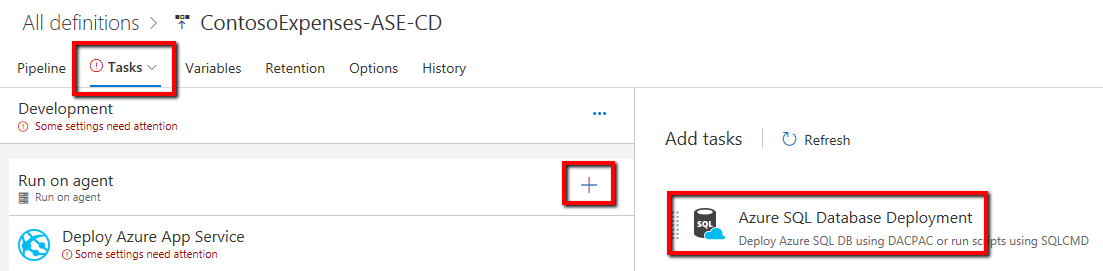 All definitions > ContosoExpenses-ASE-CD
Pipeline Tasks Variables Retention Options History
Development
Some settings need attention
Run on agent
Run on agent
Deploy Azure App Service
Some settings need attention
Add tasks Refresh
SQL
Azure SQL Database Deployment
Deploy Azure SQL DB using DACPAC or run scripts using SQLCMD